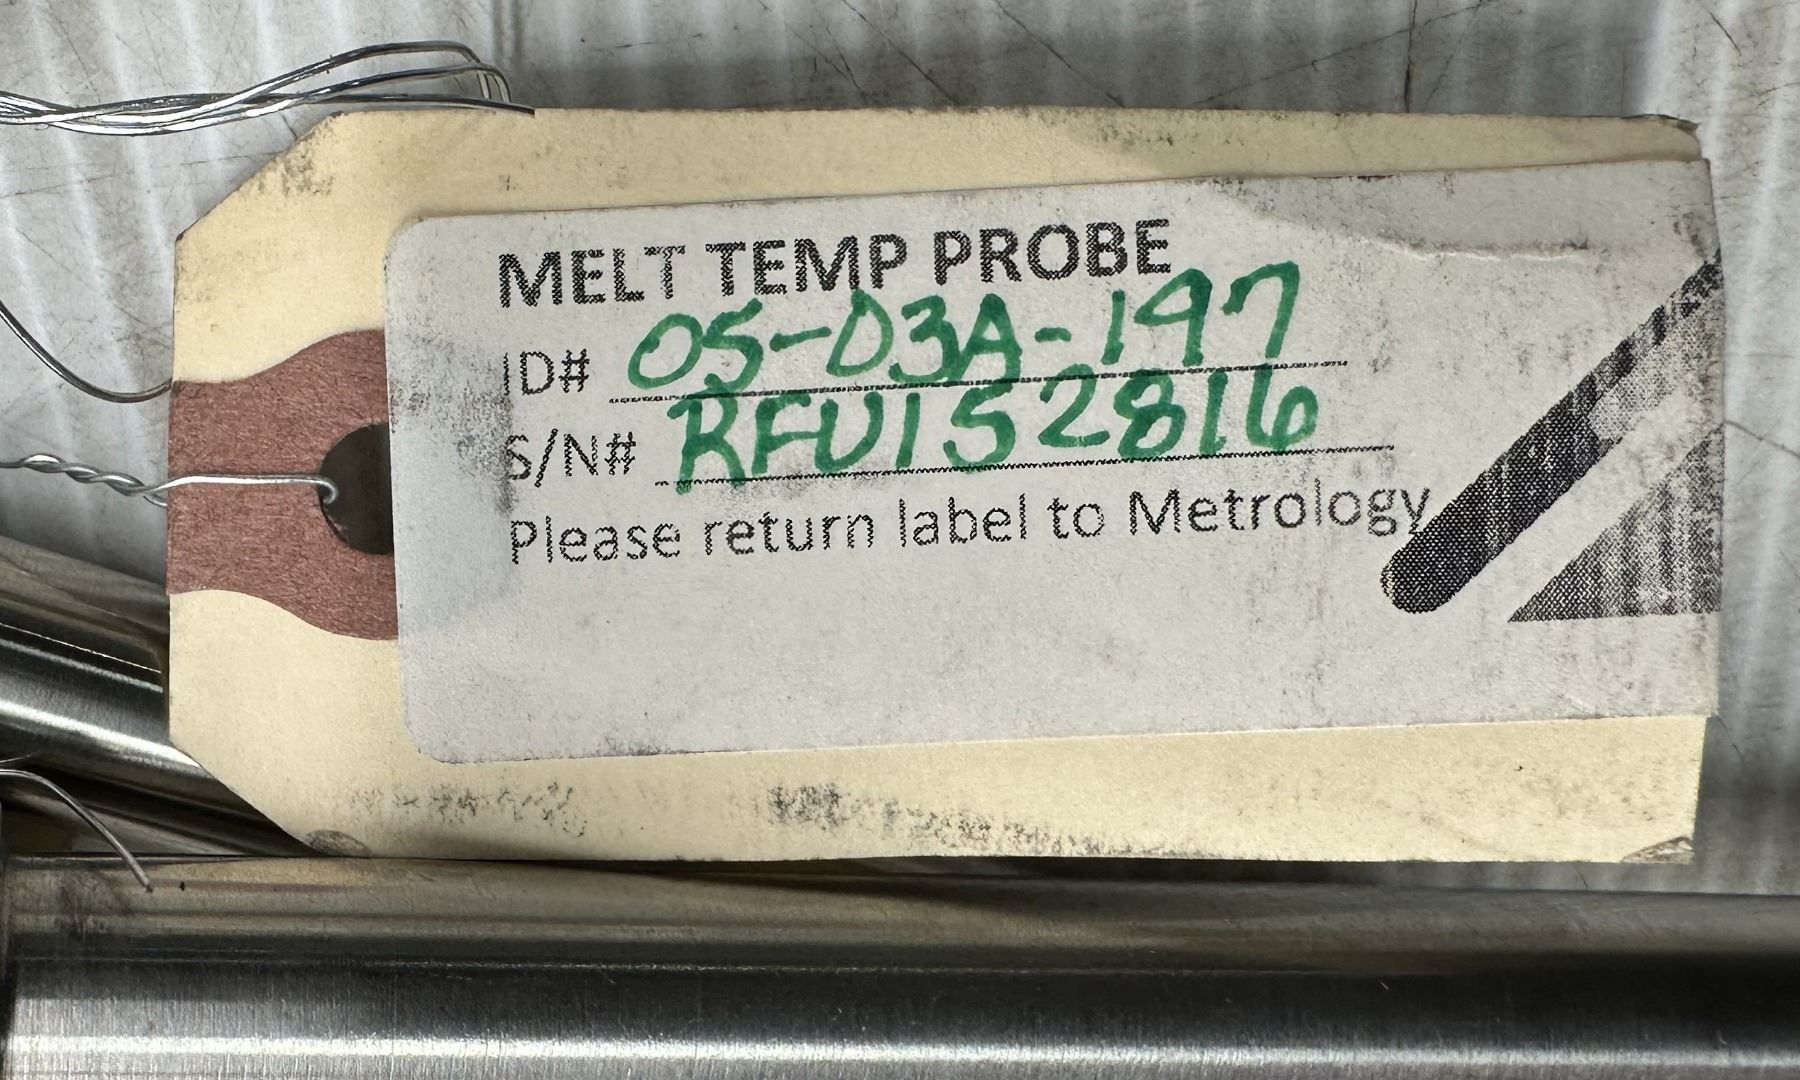 MELT TEMP PROBE
ID# 05-03A-197
S/N# RFU152816
Please return label to Metrology